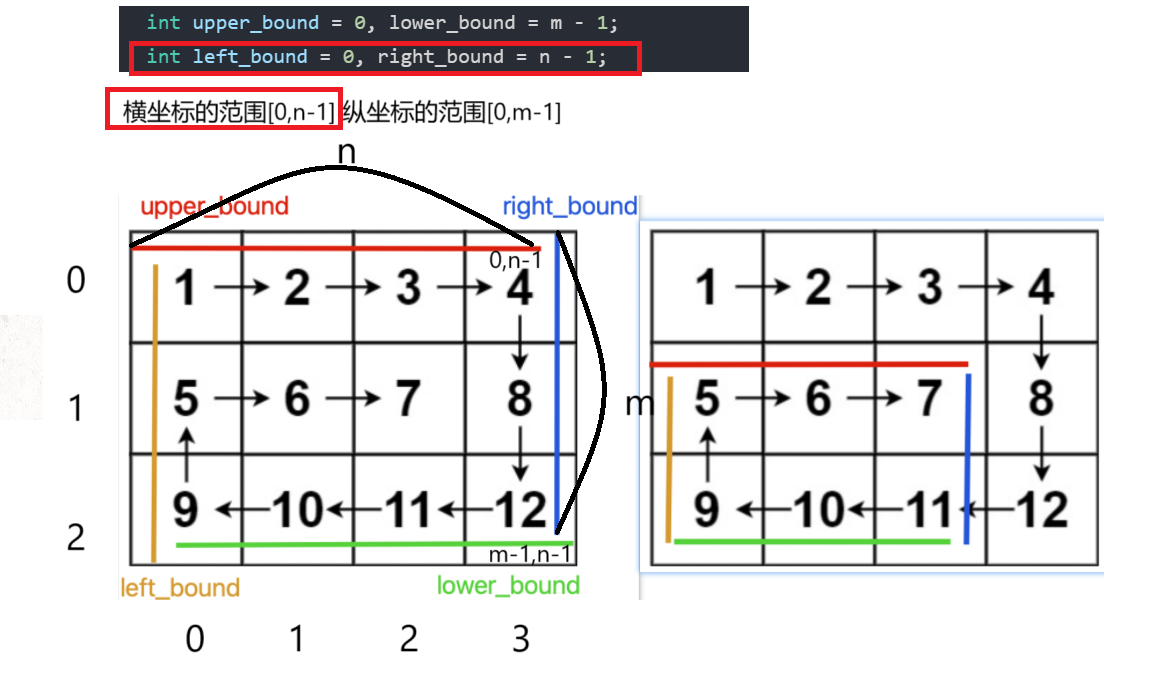 int upper_bound = 0, lower_bound = m - 1;
int left_bound = 0, right_bound = n - 1;
横坐标的范围[0,n-1] 纵坐标的范围[0,m-1]
n
upper_bound right_bound
0,n-1
0 1 2 3 4 1 2 3 4
1 5 6 7 8 m 5 6 7 8
2 9 10 11 12 9 10 11 12
m-1,n-1
left_bound lower_bound
0 1 2 3